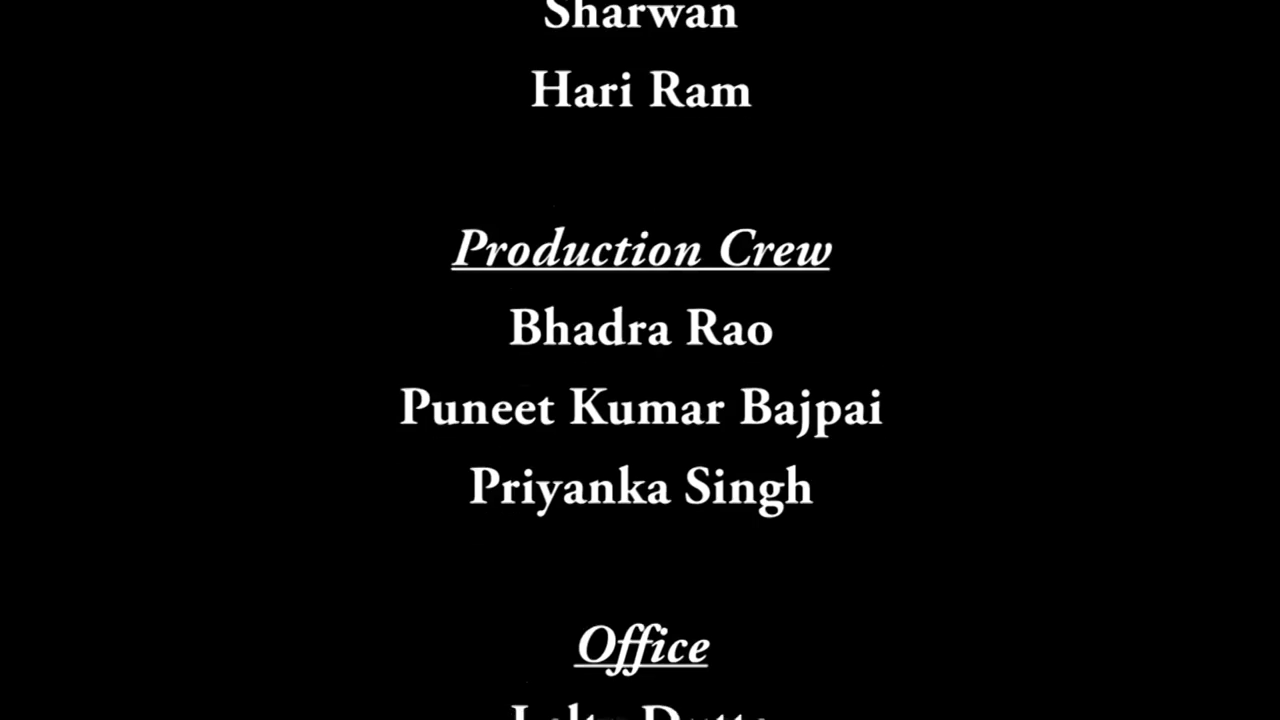 Sharwan
Hari Ram
Production Crew
Bhadra Rao
Puneet Kumar Bajpai
Priyanka Singh
Office